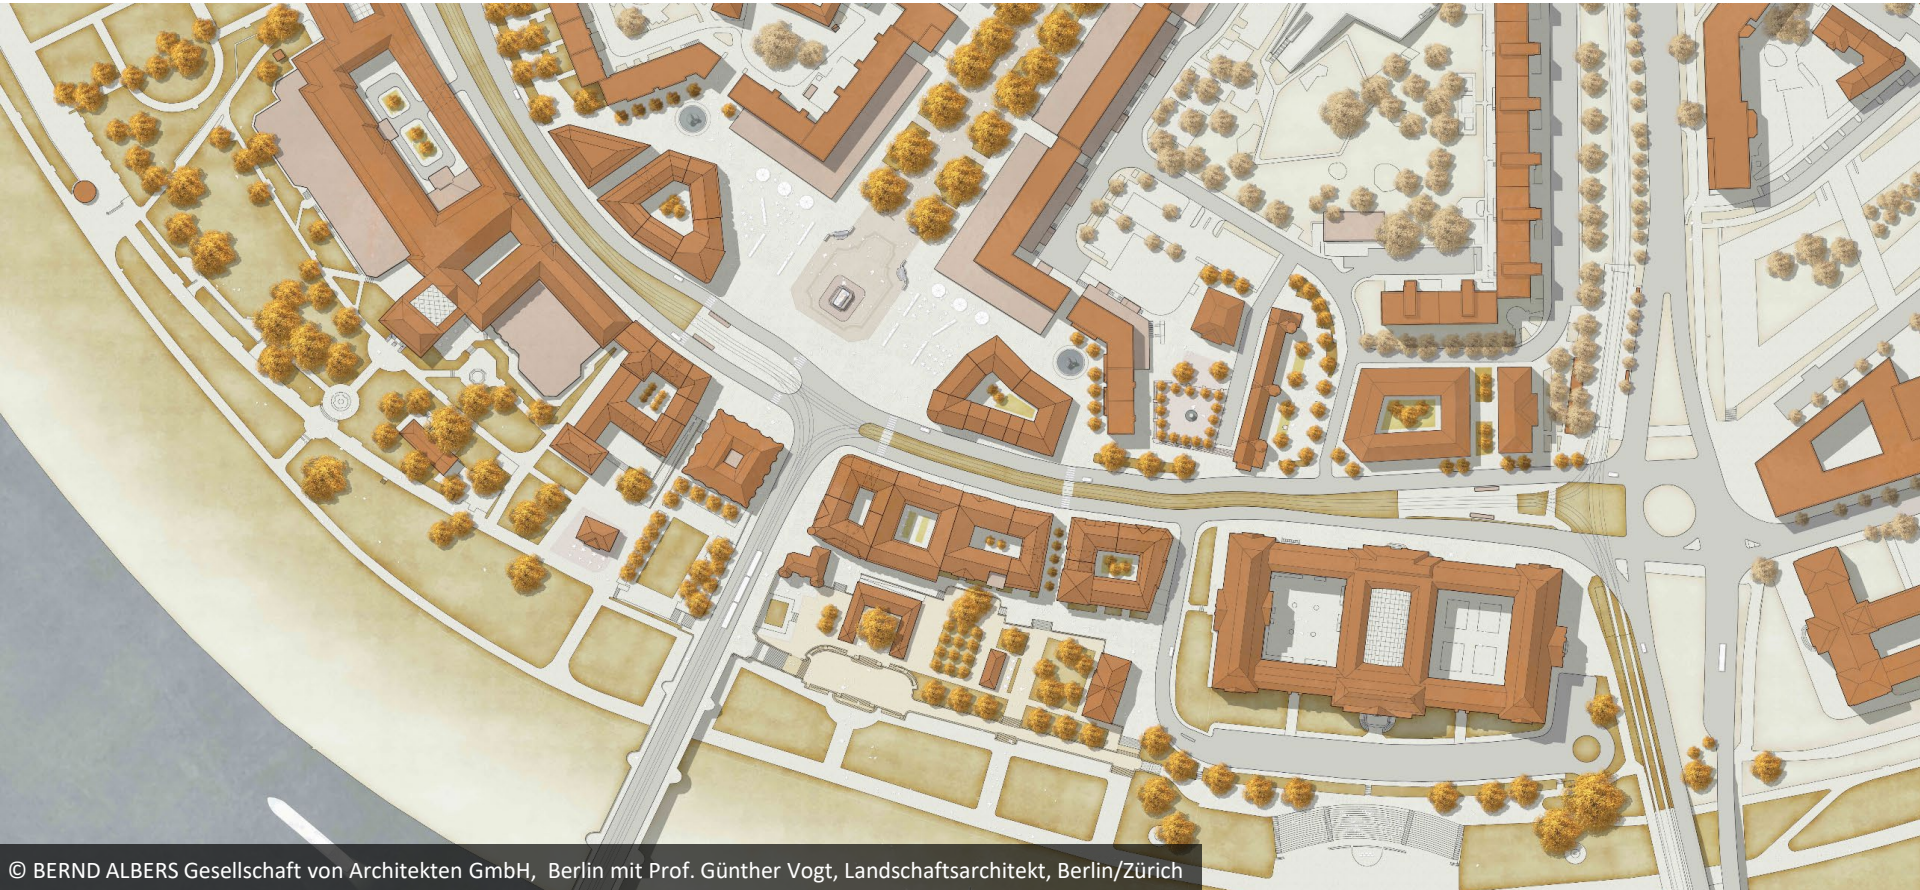 © BERND ALBERS Gesellschaft von Architekten GmbH, Berlin mit Prof. Günther Vogt, Landschaftsarchitekt, Berlin/Zürich